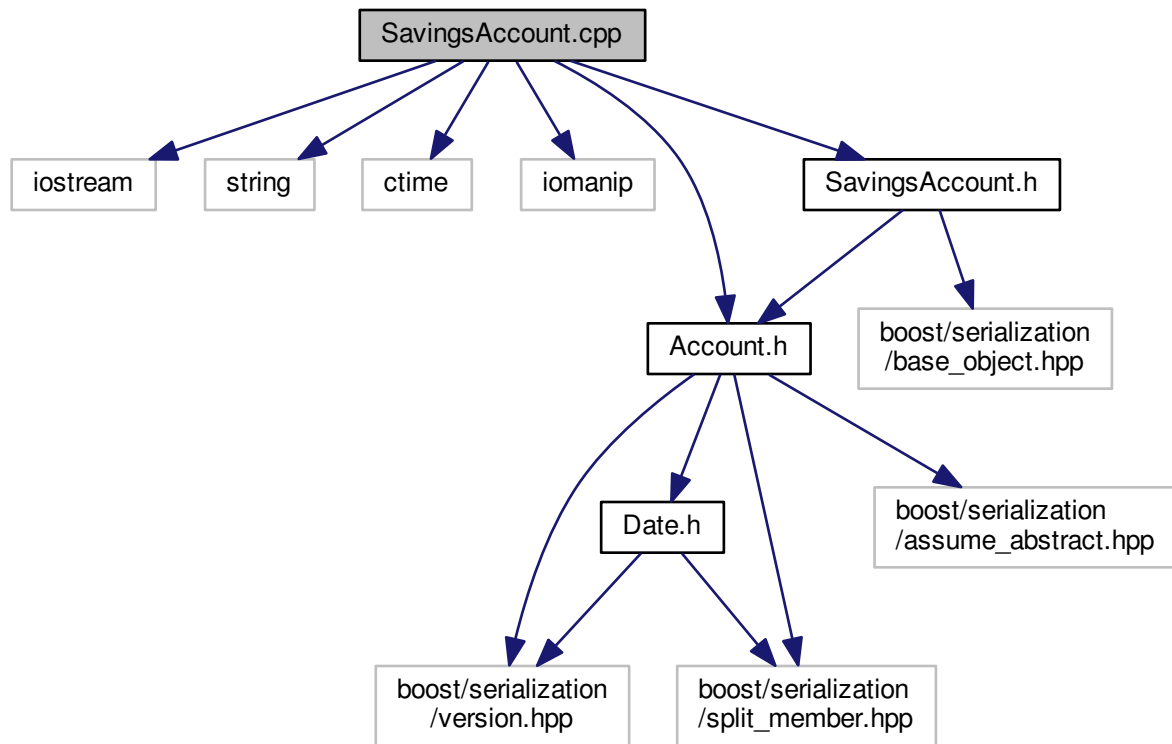 SavingsAccount.cpp
iostream
string
ctime
iomanip
SavingsAccount.h
Account.h
boost/serialization
/base_object.hpp
Date.h
boost/serialization
/assume_abstract.hpp
boost/serialization
/version.hpp
boost/serialization
/split_member.hpp